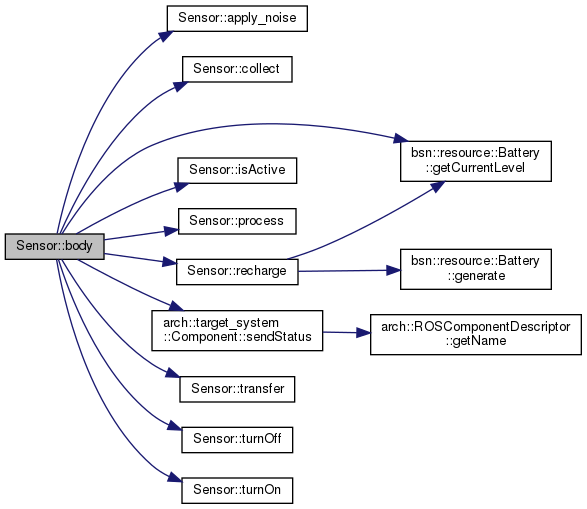 Sensor::apply_noise
Sensor::collect
bsn::resource::Battery
::getCurrentLevel
Sensor::isActive
Sensor::process
Sensor::body
Sensor::recharge
bsn::resource::Battery
::generate
arch::target_system
::Component::sendStatus
arch::ROSComponentDescriptor
::getName
Sensor::transfer
Sensor::turnOff
Sensor::turnOn